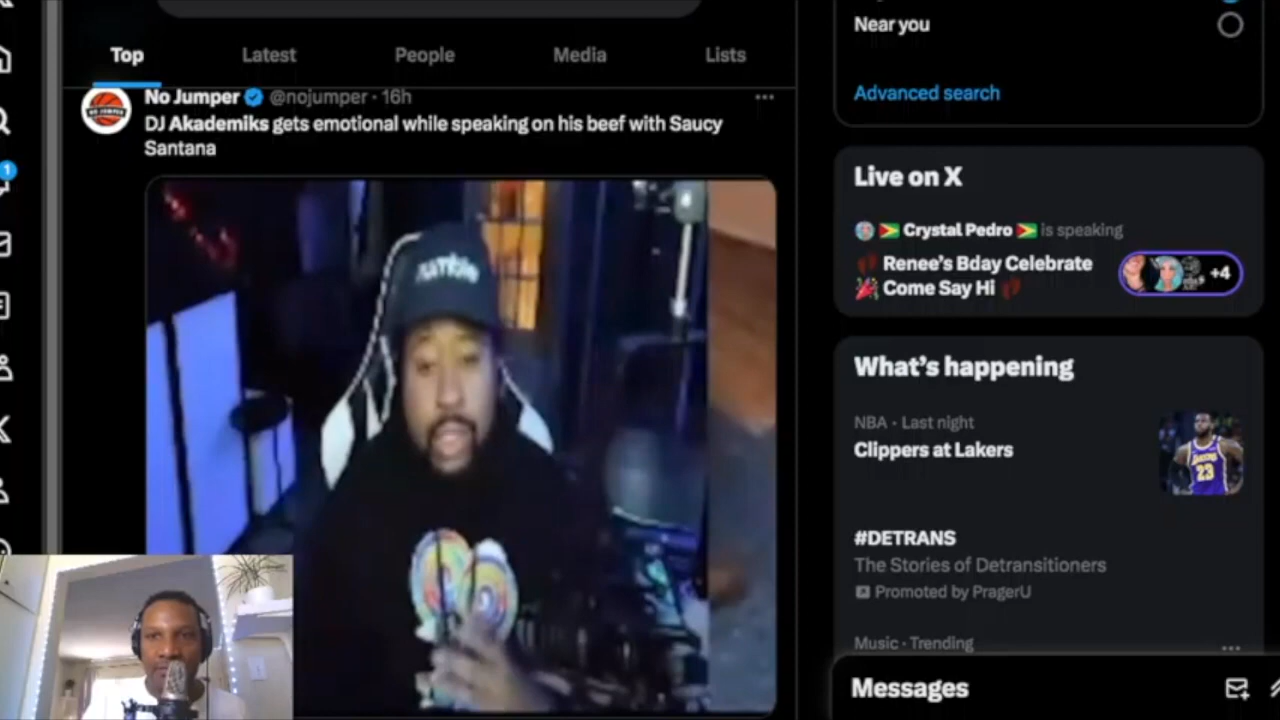 Near you
Top
Latest
People
Media
Lists
Advanced search
No Jumper @nojumper · 16h
DJ Akademiks gets emotional while speaking on his beef with Saucy
Santana
Live on X
Crystal Pedro is speaking
Renee's Bday Celebrate
Come Say Hi
+4
What's happening
NBA · Last night
Clippers at Lakers
LAKERS
23
#DETRANS
The Stories of Detransitioners
Promoted by PragerU
Music · Trending
Messages
1